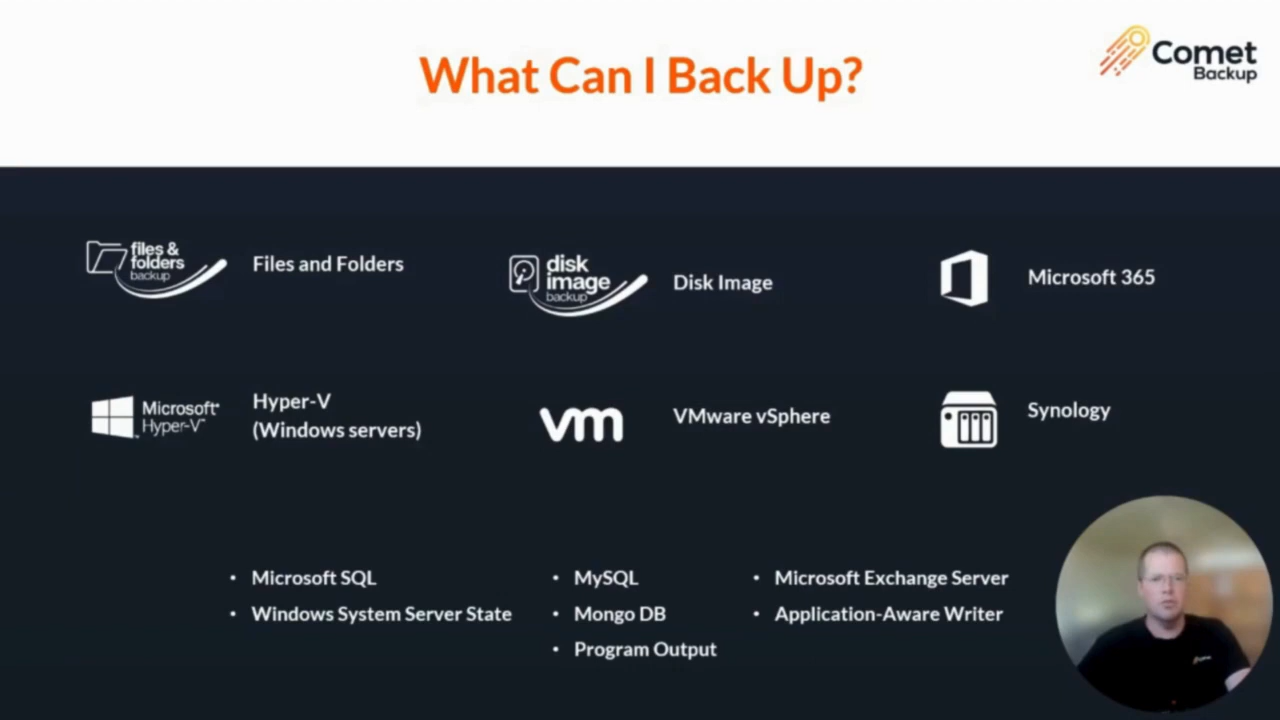 What Can I Back Up?
Comet
Backup
files &
folders
backup
Files and Folders
disk
image
backup
Disk Image
Microsoft 365
Microsoft
Hyper-V
Hyper-V
(Windows servers)
vm
VMware vSphere
Synology
• Microsoft SQL
• Windows System Server State
• MySQL
• Mongo DB
• Program Output
• Microsoft Exchange Server
• Application-Aware Writer